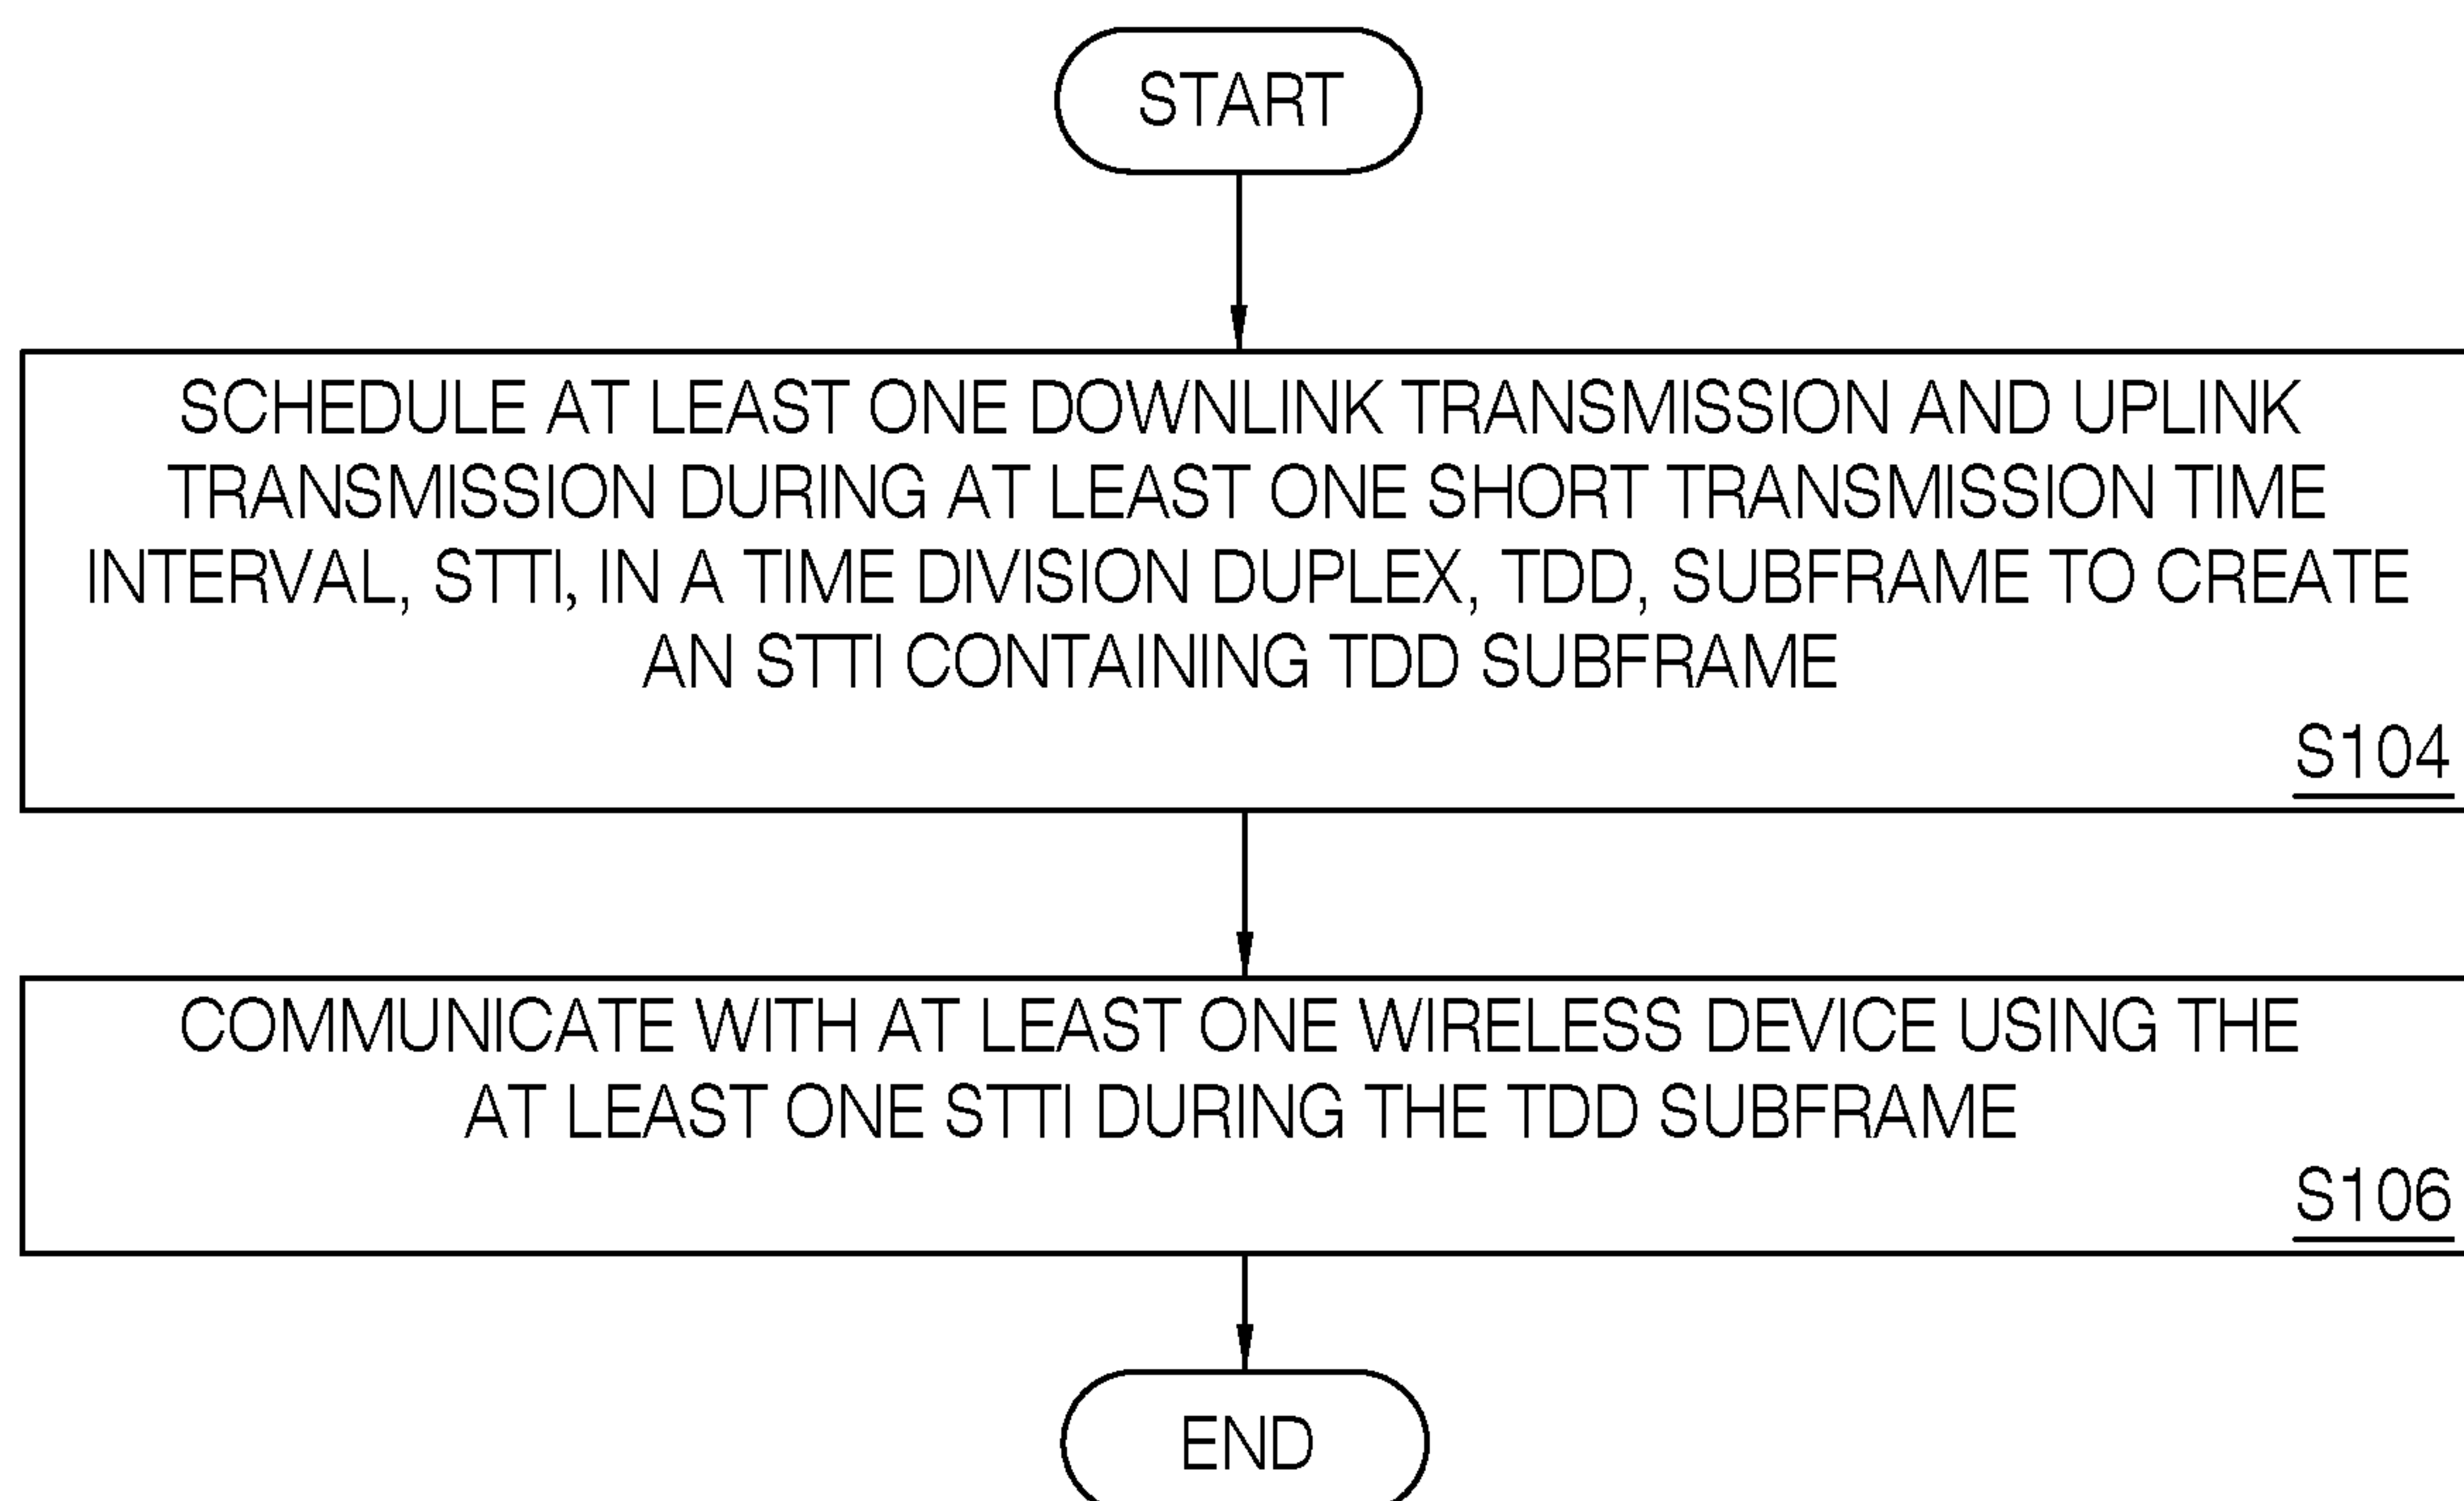 START
SCHEDULE AT LEAST ONE DOWNLINK TRANSMISSION AND UPLINK
TRANSMISSION DURING AT LEAST ONE SHORT TRANSMISSION TIME
INTERVAL, STTI, IN A TIME DIVISION DUPLEX, TDD, SUBFRAME TO CREATE
AN STTI CONTAINING TDD SUBFRAME
S104
COMMUNICATE WITH AT LEAST ONE WIRELESS DEVICE USING THE
AT LEAST ONE STTI DURING THE TDD SUBFRAME
S106
END